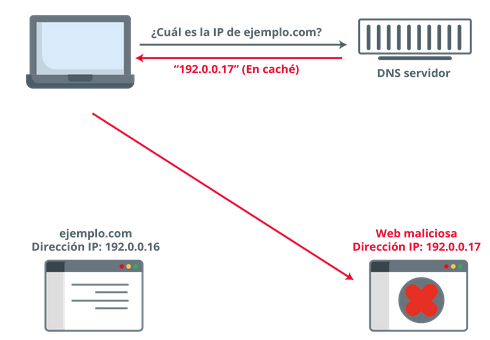 ¿Cuál es la IP de ejemplo.com?
“192.0.0.17” (En caché)
DNS servidor
ejemplo.com
Dirección IP: 192.0.0.16
Web maliciosa
Dirección IP: 192.0.0.17